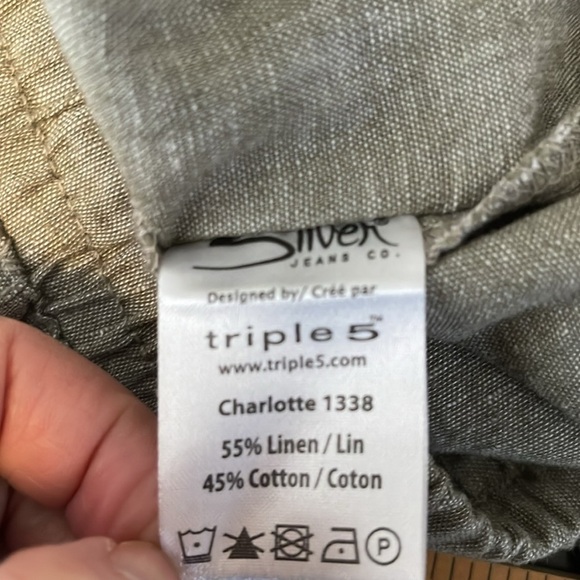 Silver
JEANS CO.
Designed by/ Créé par
triple 5™
www.triple5.com
Charlotte 1338
55% Linen / Lin
45% Cotton / Coton
P